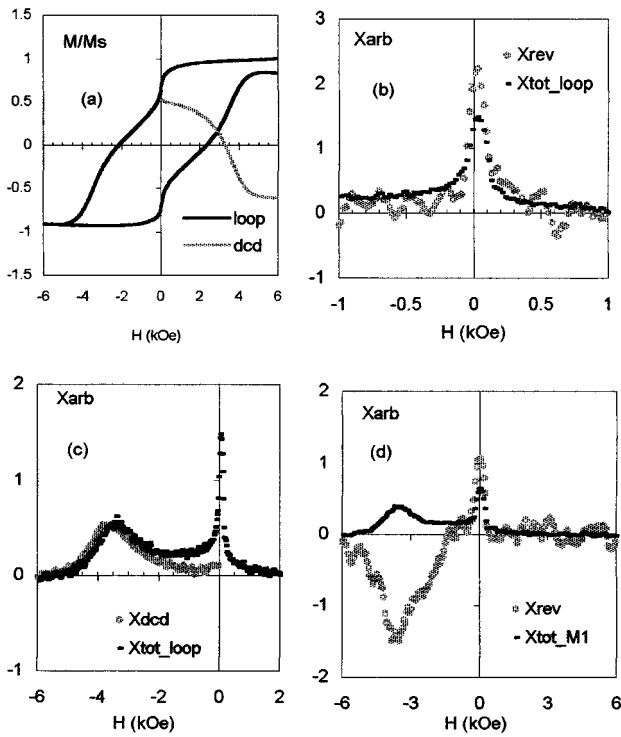 M/Ms
(a)
1.5
1
0.5
0
-0.5
-1
-1.5
loop
dcd
-6 -4 -2 0 2 4 6
H (kOe)
Xarb
(b)
3
2
1
0
-1
Xrev
Xtot_loop
-1 -0.5 0 0.5 1
H (kOe)
Xarb
(c)
2
1
0
-1
Xdcd
Xtot_loop
-6 -4 -2 0 2
H (kOe)
Xarb
(d)
2
1
0
-1
-2
Xrev
Xtot_M1
-6 -3 0 3 6
H (kOe)